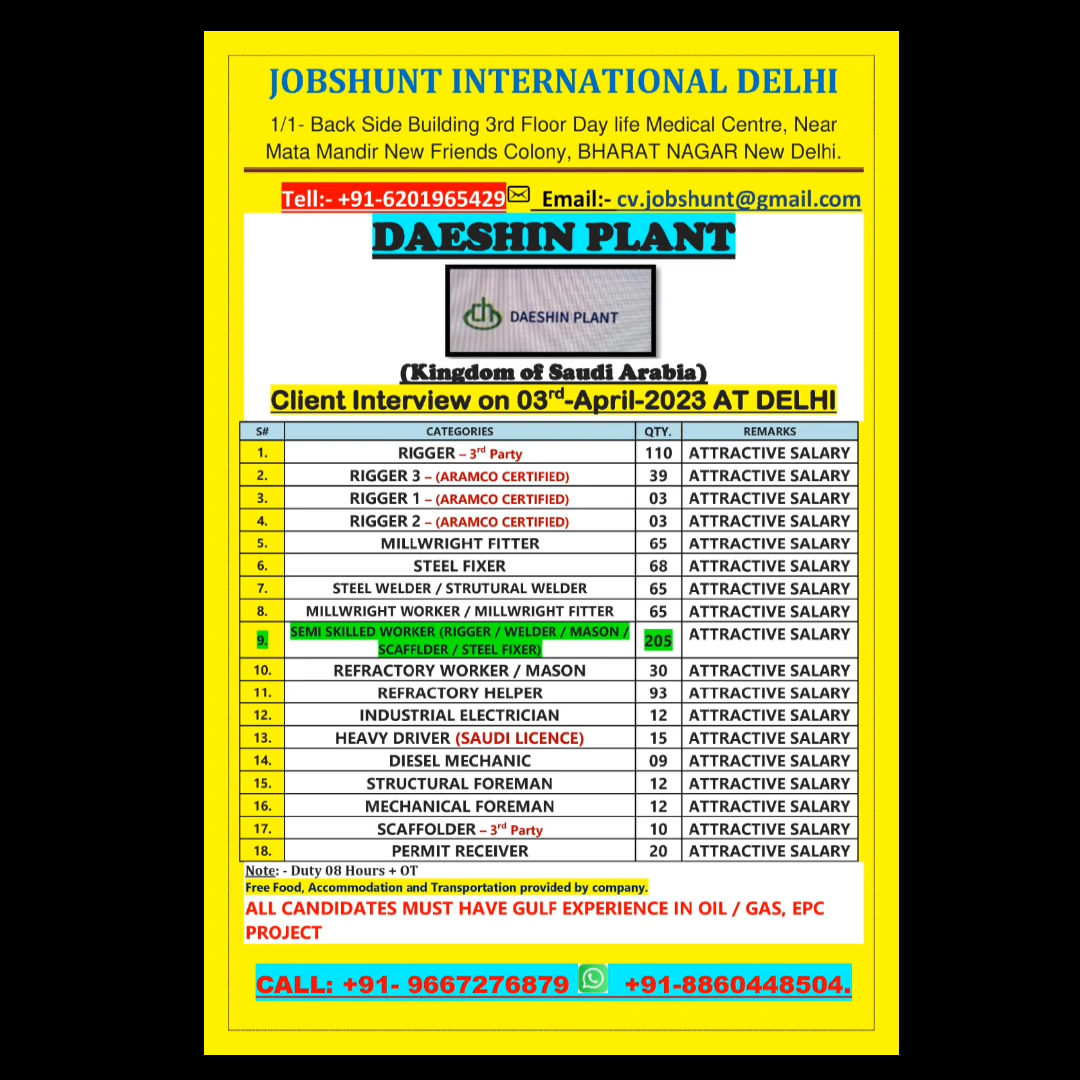 JOBSHUNT INTERNATIONAL DELHI
1/1- Back Side Building 3rd Floor Day life Medical Centre, Near
Mata Mandir New Friends Colony, BHARAT NAGAR New Delhi.
Tell:- +91-6201965429 Email:- cv.jobshunt@gmail.com
DAESHIN PLANT
DAESHIN PLANT
(Kingdom of Saudi Arabia)
Client Interview on 03rd-April-2023 AT DELHI
S# CATEGORIES QTY. REMARKS
1. RIGGER – 3rd Party 110 ATTRACTIVE SALARY
2. RIGGER 3 – (ARAMCO CERTIFIED) 39 ATTRACTIVE SALARY
3. RIGGER 1 – (ARAMCO CERTIFIED) 03 ATTRACTIVE SALARY
4. RIGGER 2 – (ARAMCO CERTIFIED) 03 ATTRACTIVE SALARY
5. MILLWRIGHT FITTER 65 ATTRACTIVE SALARY
6. STEEL FIXER 68 ATTRACTIVE SALARY
7. STEEL WELDER / STRUTURAL WELDER 65 ATTRACTIVE SALARY
8. MILLWRIGHT WORKER / MILLWRIGHT FITTER 65 ATTRACTIVE SALARY
9. SEMI SKILLED WORKER (RIGGER / WELDER / MASON / 205 ATTRACTIVE SALARY
SCAFFLDER / STEEL FIXER)
10. REFRACTORY WORKER / MASON 30 ATTRACTIVE SALARY
11. REFRACTORY HELPER 93 ATTRACTIVE SALARY
12. INDUSTRIAL ELECTRICIAN 12 ATTRACTIVE SALARY
13. HEAVY DRIVER (SAUDI LICENCE) 15 ATTRACTIVE SALARY
14. DIESEL MECHANIC 09 ATTRACTIVE SALARY
15. STRUCTURAL FOREMAN 12 ATTRACTIVE SALARY
16. MECHANICAL FOREMAN 12 ATTRACTIVE SALARY
17. SCAFFOLDER – 3rd Party 10 ATTRACTIVE SALARY
18. PERMIT RECEIVER 20 ATTRACTIVE SALARY
Note: - Duty 08 Hours + OT
Free Food, Accommodation and Transportation provided by company.
ALL CANDIDATES MUST HAVE GULF EXPERIENCE IN OIL / GAS, EPC
PROJECT
CALL: +91- 9667276879 +91-8860448504.